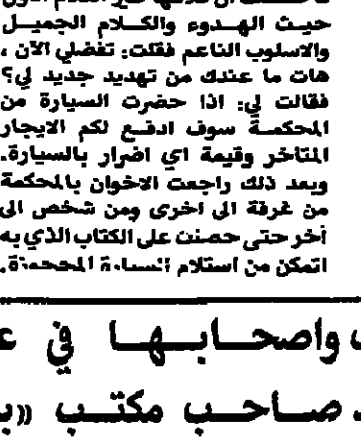 حيث الهدوء والكلام الجميل
والاسلوب الناعم فقلت: تفضلي الآن ،
هات ما عندك من تهديد جديد لي؟
فقالت لي: اذا حضرت السيارة من
المحكمة سوف ادفع لكم الايجار
المتاخر وقيمة اي اضرار بالسيارة.
وبعد ذلك راجعت الاخوان بالمحكمة
من غرفة الى اخرى ومن شخص الى
آخر حتى حصنت على الكتاب الذي به
اتمكن من استلام السيارة المحجوزة.
واصحابها في
صاحب مكتب